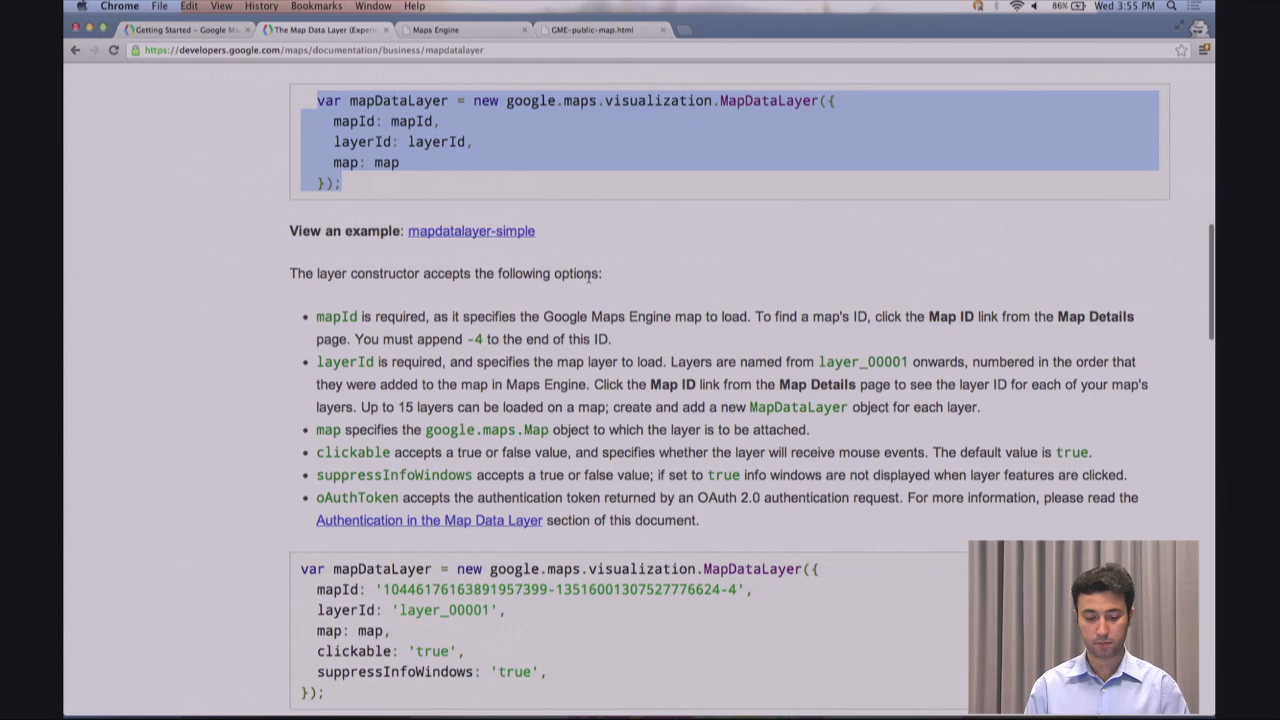 Chrome File Edit View History Bookmarks Window Help 86% Wed 3:55 PM
Getting Started – Google Ma The Map Data Layer (Experim Maps Engine GME-public-map.html
https://developers.google.com/maps/documentation/business/mapdatalayer
var mapDataLayer = new google.maps.visualization.MapDataLayer({
mapId: mapId,
layerId: layerId,
map: map
});
View an example: mapdatalayer-simple
The layer constructor accepts the following options:
• mapId is required, as it specifies the Google Maps Engine map to load. To find a map's ID, click the Map ID link from the Map Details
page. You must append -4 to the end of this ID.
• layerId is required, and specifies the map layer to load. Layers are named from layer_00001 onwards, numbered in the order that
they were added to the map in Maps Engine. Click the Map ID link from the Map Details page to see the layer ID for each of your map's
layers. Up to 15 layers can be loaded on a map; create and add a new MapDataLayer object for each layer.
• map specifies the google.maps.Map object to which the layer is to be attached.
• clickable accepts a true or false value, and specifies whether the layer will receive mouse events. The default value is true.
• suppressInfoWindows accepts a true or false value; if set to true info windows are not displayed when layer features are clicked.
• oAuthToken accepts the authentication token returned by an OAuth 2.0 authentication request. For more information, please read the
Authentication in the Map Data Layer section of this document.
var mapDataLayer = new google.maps.visualization.MapDataLayer({
mapId: '10446176163891957399-13516001307527776624-4',
layerId: 'layer_00001',
map: map,
clickable: 'true',
suppressInfoWindows: 'true',
});